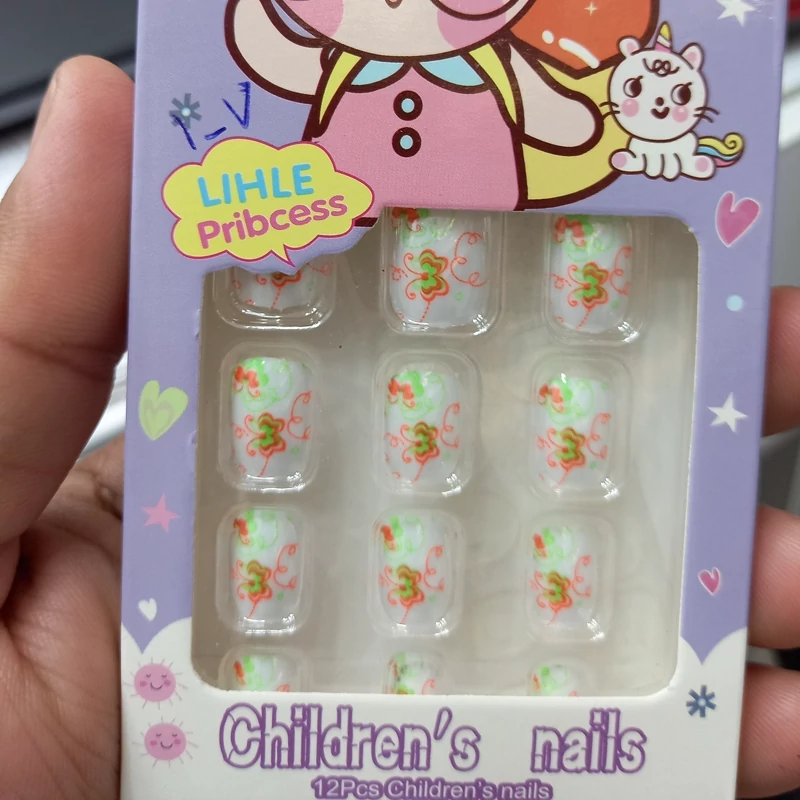 LIHLE
Pribcess
Children's nails
12Pcs Children's nails